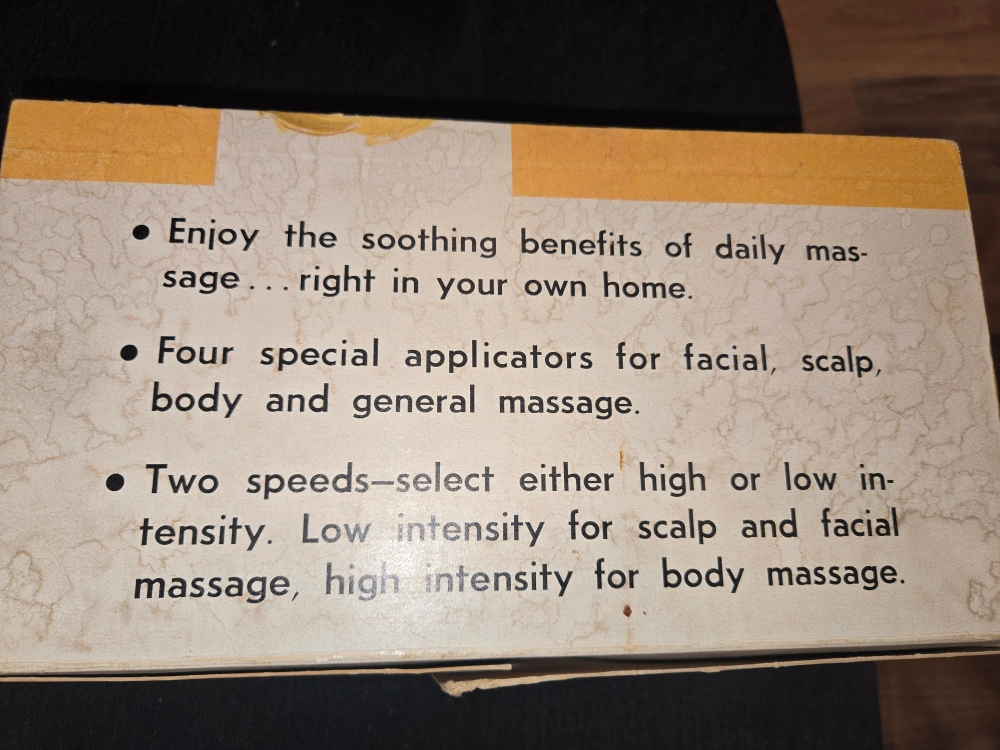 • Enjoy the soothing benefits of daily mas-
sage...right in your own home.
• Four special applicators for facial, scalp,
body and general massage.
• Two speeds—select either high or low in-
tensity. Low intensity for scalp and facial
massage, high intensity for body massage.